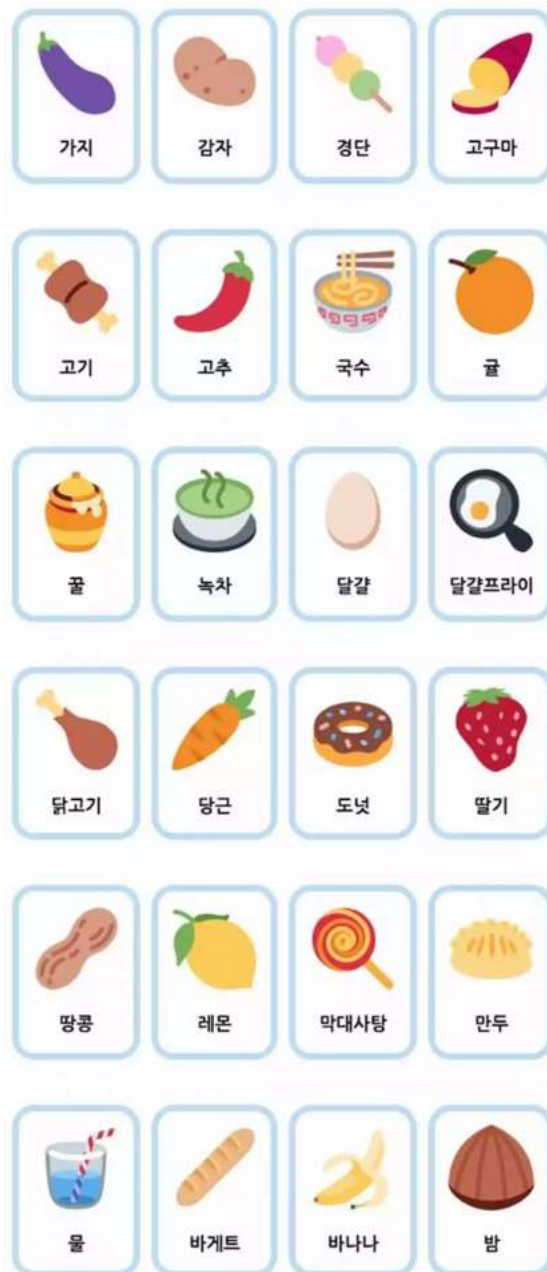 가지
감자
경단
고구마
고기
고추
국수
귤
꿀
녹차
달걀
달걀프라이
닭고기
당근
도넛
딸기
땅콩
레몬
막대사탕
만두
물
바게트
바나나
밤